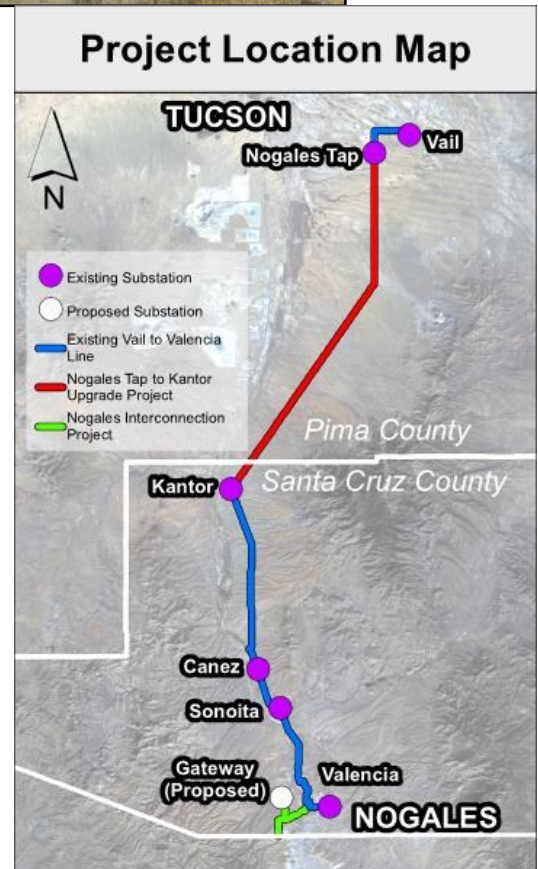 Project Location Map
TUCSON
Vail
Nogales Tap
N
Existing Substation
Proposed Substation
Existing Vail to Valencia
Line
Nogales Tap to Kantor
Upgrade Project
Nogales Interconnection
Project
Pima County
Santa Cruz County
Kantor
Canez
Sonoita
Gateway
(Proposed)
Valencia
NOGALES